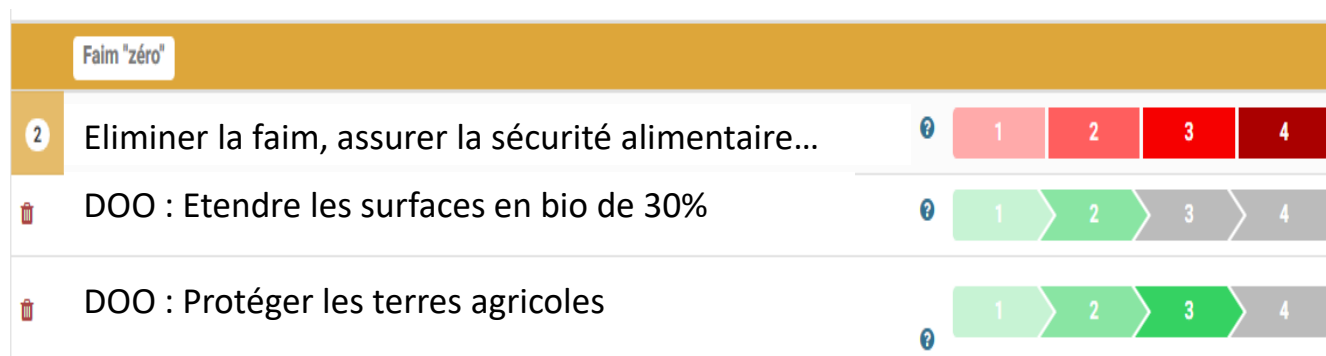 Faim "zéro"
2 Eliminer la faim, assurer la sécurité alimentaire... ? 1 2 3 4
DOO : Etendre les surfaces en bio de 30% ? 1 2 3 4
DOO : Protéger les terres agricoles ? 1 2 3 4